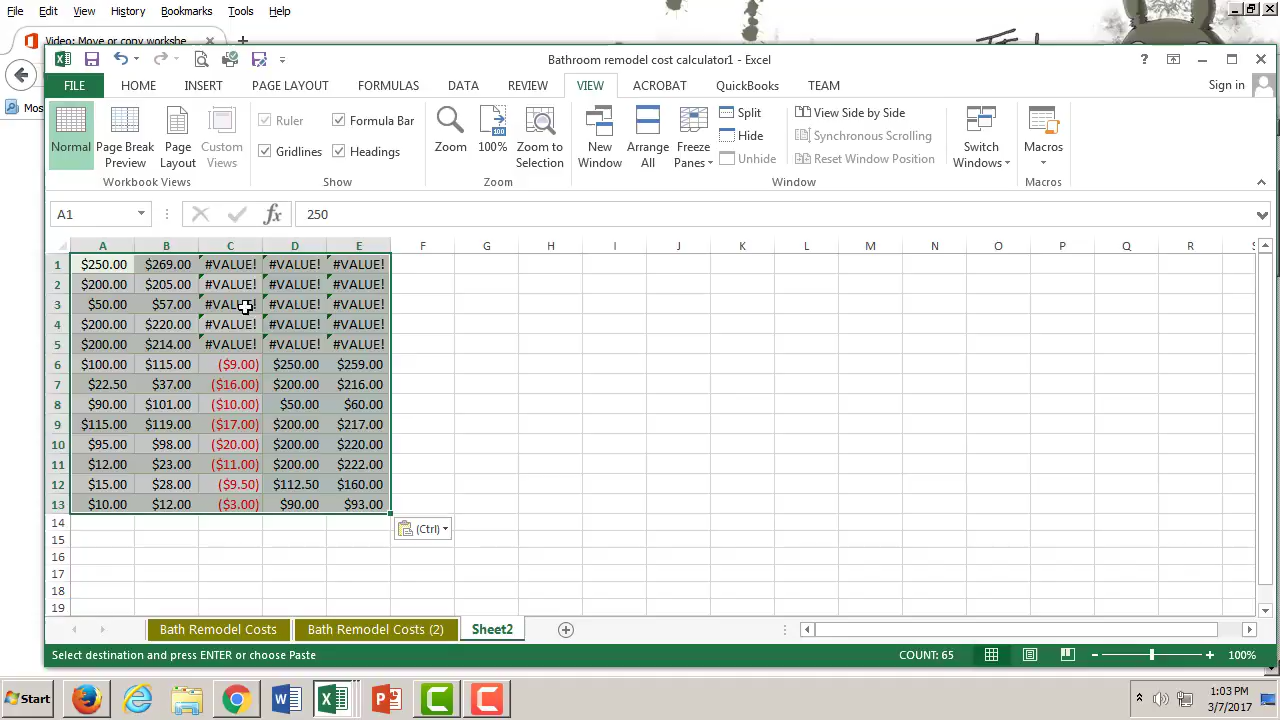 File Edit View History Bookmarks Tools Help
Video: Move or copy workshe
Mos
Bathroom remodel cost calculator1 - Excel
FILE HOME INSERT PAGE LAYOUT FORMULAS DATA REVIEW VIEW ACROBAT QuickBooks TEAM Sign in
Normal Page Break Preview Page Layout Custom Views
Workbook Views
Ruler Formula Bar
Gridlines Headings
Show
Zoom 100% Zoom to Selection
Zoom
New Window Arrange All Freeze Panes
Split
Hide
Unhide
View Side by Side
Synchronous Scrolling
Reset Window Position
Switch Windows
Window
Macros
Macros
A1 fx 250
A B C D E F G H I J K L M N O P Q R S
1 $250.00 $269.00 #VALUE! #VALUE! #VALUE!
2 $200.00 $205.00 #VALUE! #VALUE! #VALUE!
3 $50.00 $57.00 #VALUE! #VALUE! #VALUE!
4 $200.00 $220.00 #VALUE! #VALUE! #VALUE!
5 $200.00 $214.00 #VALUE! #VALUE! #VALUE!
6 $100.00 $115.00 ($9.00) $250.00 $259.00
7 $22.50 $37.00 ($16.00) $200.00 $216.00
8 $90.00 $101.00 ($10.00) $50.00 $60.00
9 $115.00 $119.00 ($17.00) $200.00 $217.00
10 $95.00 $98.00 ($20.00) $200.00 $220.00
11 $12.00 $23.00 ($11.00) $200.00 $222.00
12 $15.00 $28.00 ($9.50) $112.50 $160.00
13 $10.00 $12.00 ($3.00) $90.00 $93.00
14
(Ctrl)
15
16
17
18
19
Bath Remodel Costs Bath Remodel Costs (2) Sheet2
Select destination and press ENTER or choose Paste COUNT: 65 100%
Start 1:03 PM
3/7/2017